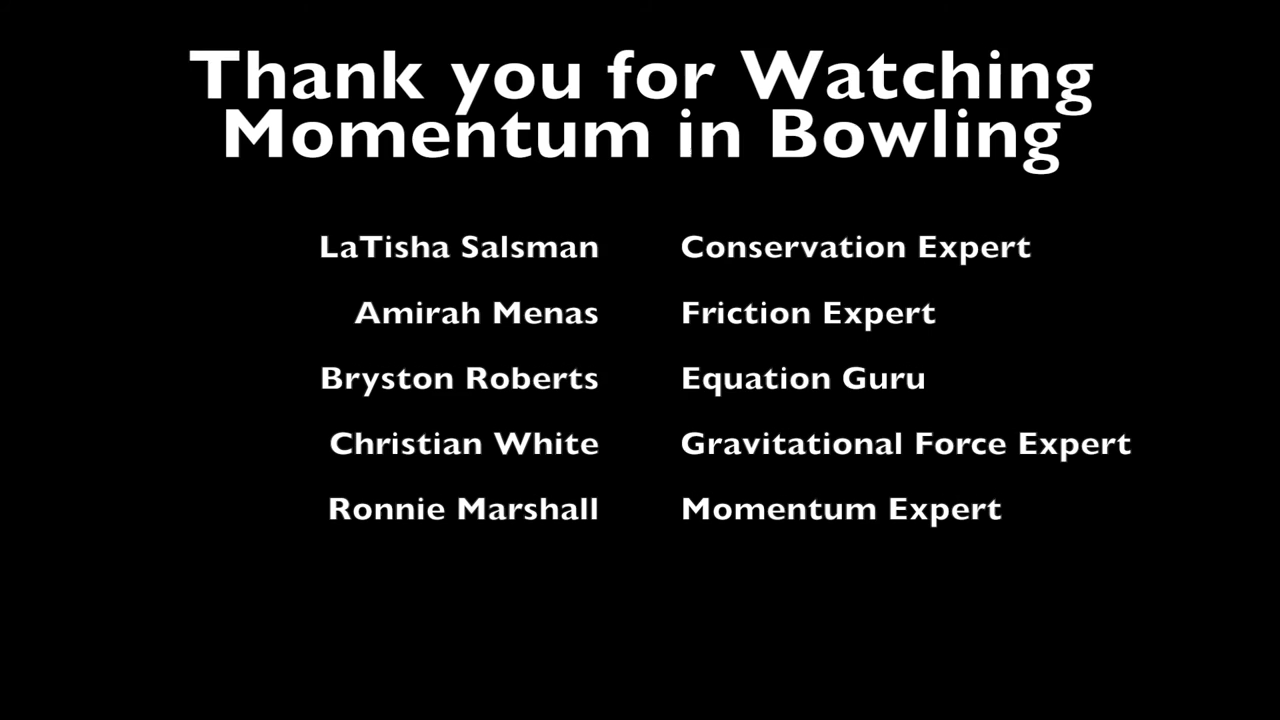 Thank you for Watching
Momentum in Bowling
LaTisha Salsman Conservation Expert
Amirah Menas Friction Expert
Bryston Roberts Equation Guru
Christian White Gravitational Force Expert
Ronnie Marshall Momentum Expert